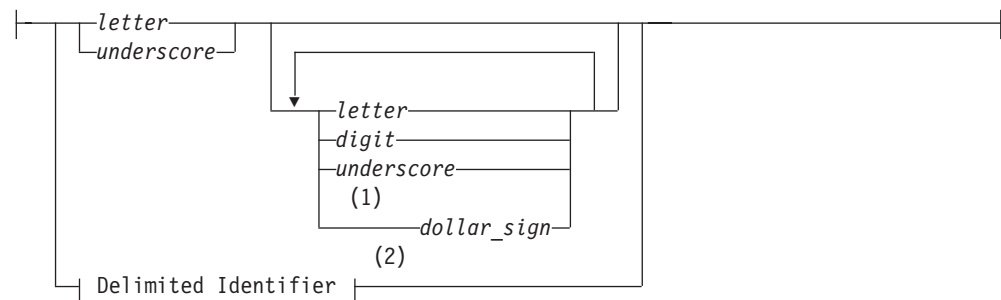 letter
underscore
letter
digit
underscore
(1)
dollar_sign
(2)
Delimited Identifier